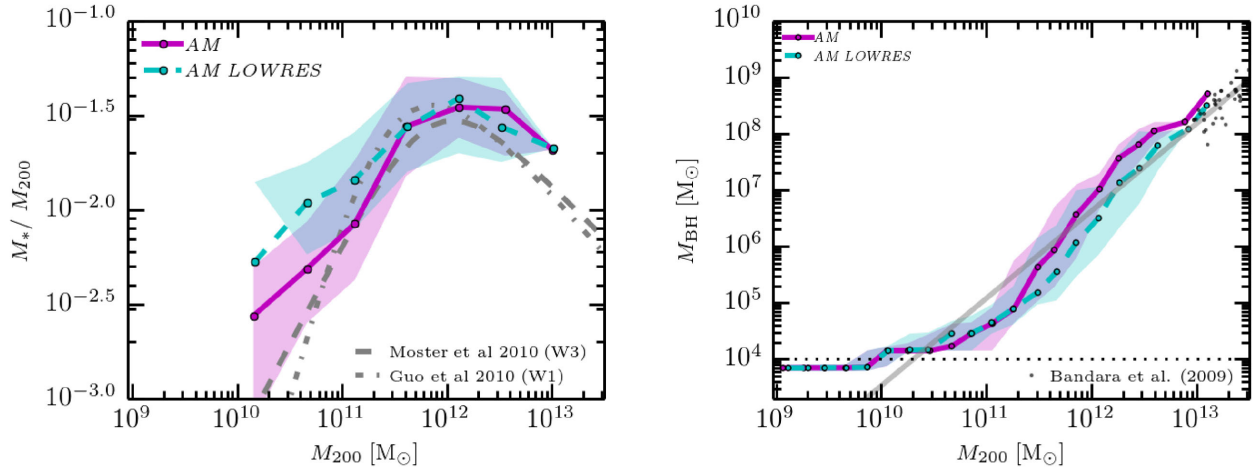 10^−1.0
10^−1.5
10^−2.0
10^−2.5
10^−3.0
M_*/ M_200
AM
AM LOWRES
Moster et al 2010 (W3)
Guo et al 2010 (W1)
10^9 10^10 10^11 10^12 10^13
M_200 [M_⊙]
10^10
10^9
10^8
10^7
10^6
10^5
10^4
M_BH [M_⊙]
AM
AM LOWRES
Bandara et al. (2009)
10^9 10^10 10^11 10^12 10^13
M_200 [M_⊙]